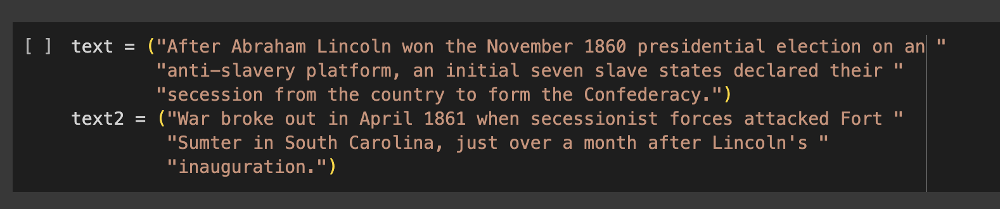 [ ] text = ("After Abraham Lincoln won the November 1860 presidential election on an "
"anti-slavery platform, an initial seven slave states declared their "
"secession from the country to form the Confederacy.")
text2 = ("War broke out in April 1861 when secessionist forces attacked Fort "
"Sumter in South Carolina, just over a month after Lincoln's "
"inauguration.")